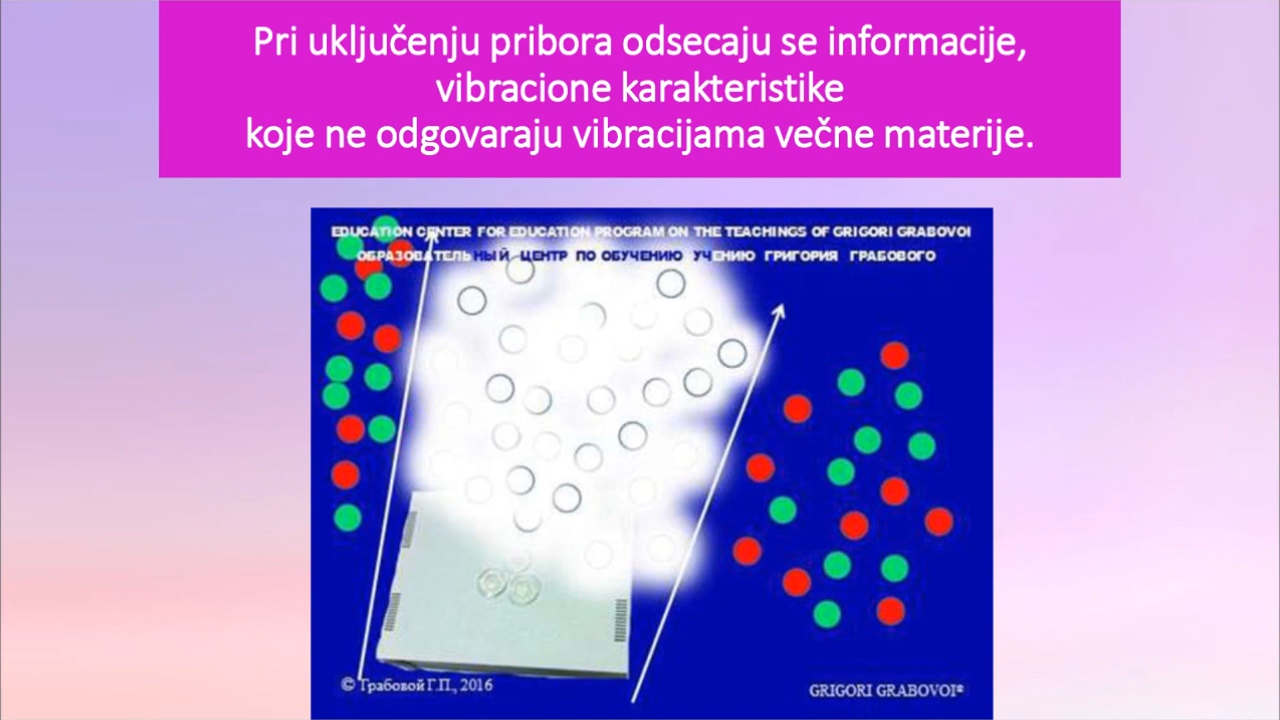 Pri uključenju pribora odsecaju se informacije,
vibracione karakteristike
koje ne odgovaraju vibracijama večne materije.
EDUCATION CENTER FOR EDUCATION PROGRAM ON THE TEACHINGS OF GRIGORI GRABOVOI
ОБРАЗОВАТЕЛЬНЫЙ ЦЕНТР ПО ОБУЧЕНИЮ УЧЕНИЮ ГРИГОРИЯ ГРАБОВОГО
© Грабовой Г.П., 2016
GRIGORI GRABOVOI®